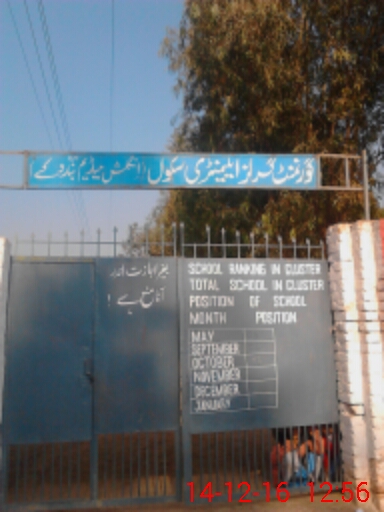 گورنمنٹ گرلز ایلیمنٹری سکول (انگلش میڈیم)
بغیر اجازت اندر
آنا منع ہے !
SCHOOL RANKING IN CLUSTER
TOTAL SCHOOL IN CLUSTER
POSITION OF SCHOOL
MONTH POSITION
MAY
SEPTEMBER
OCTOBER
NOVEMBER
DECEMBER
JANUARY
14-12-16 12:56